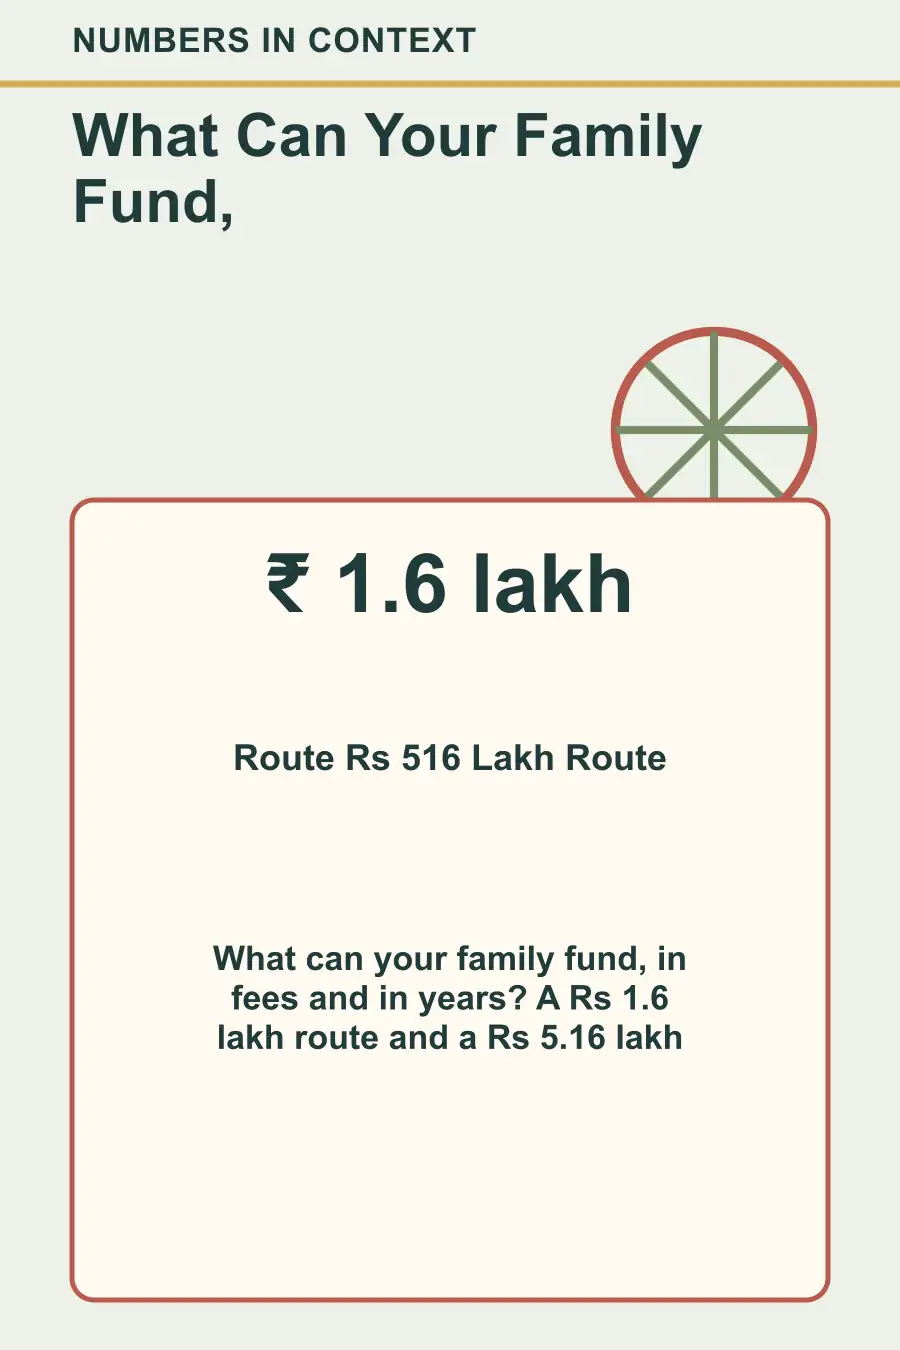 NUMBERS IN CONTEXT
What Can Your Family
Fund,
₹ 1.6 lakh
Route Rs 516 Lakh Route
What can your family fund, in
fees and in years? A Rs 1.6
lakh route and a Rs 5.16 lakh